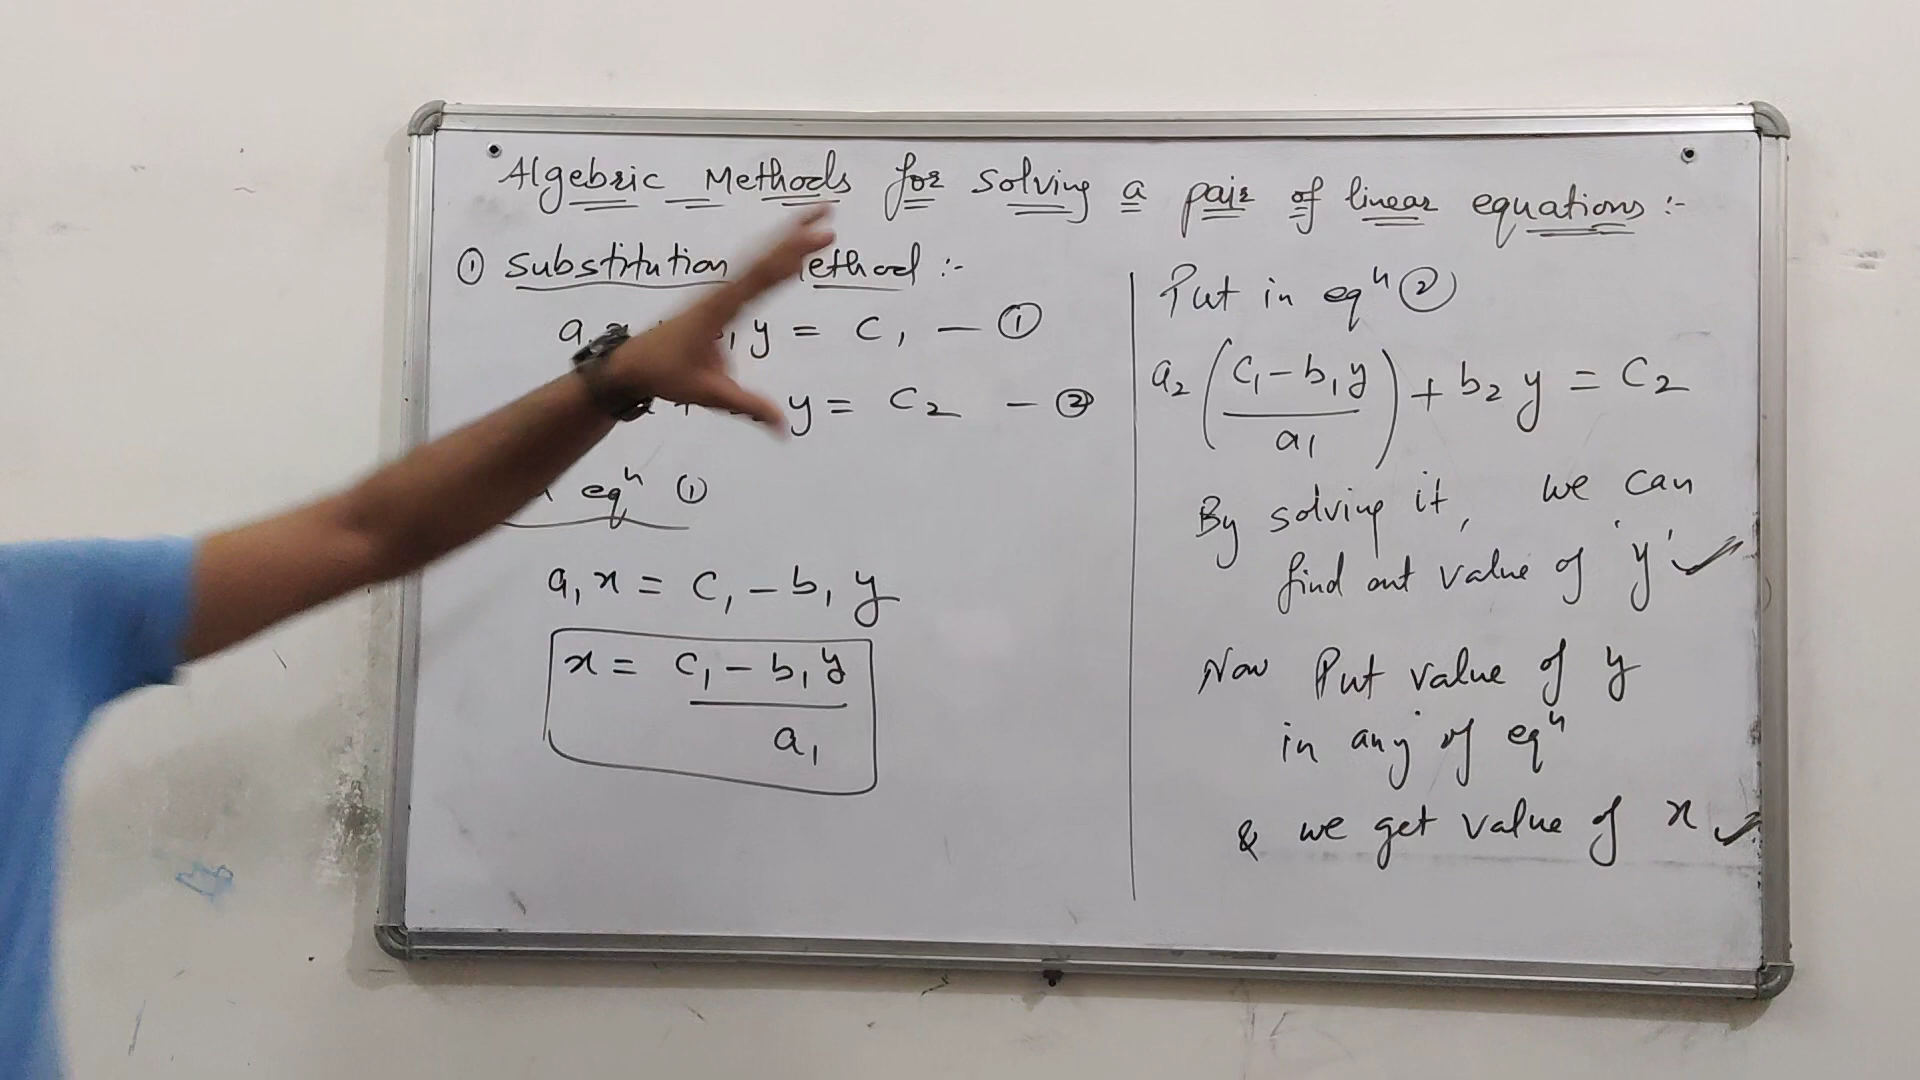 Algebric Methods for solving a pair of linear equations :-
① Substitution ethod :-
a₁ y = c₁ — ①
y = c₂ — ②
eqⁿ ①
a₁x = c₁ - b₁y
x = c₁ - b₁y / a₁
Put in eqⁿ ②
a₂ (c₁ - b₁y / a₁) + b₂y = c₂
By solving it, we can
find out value of 'y' ✓
Now Put value of y
in any of eqⁿ
& we get value of x ✓